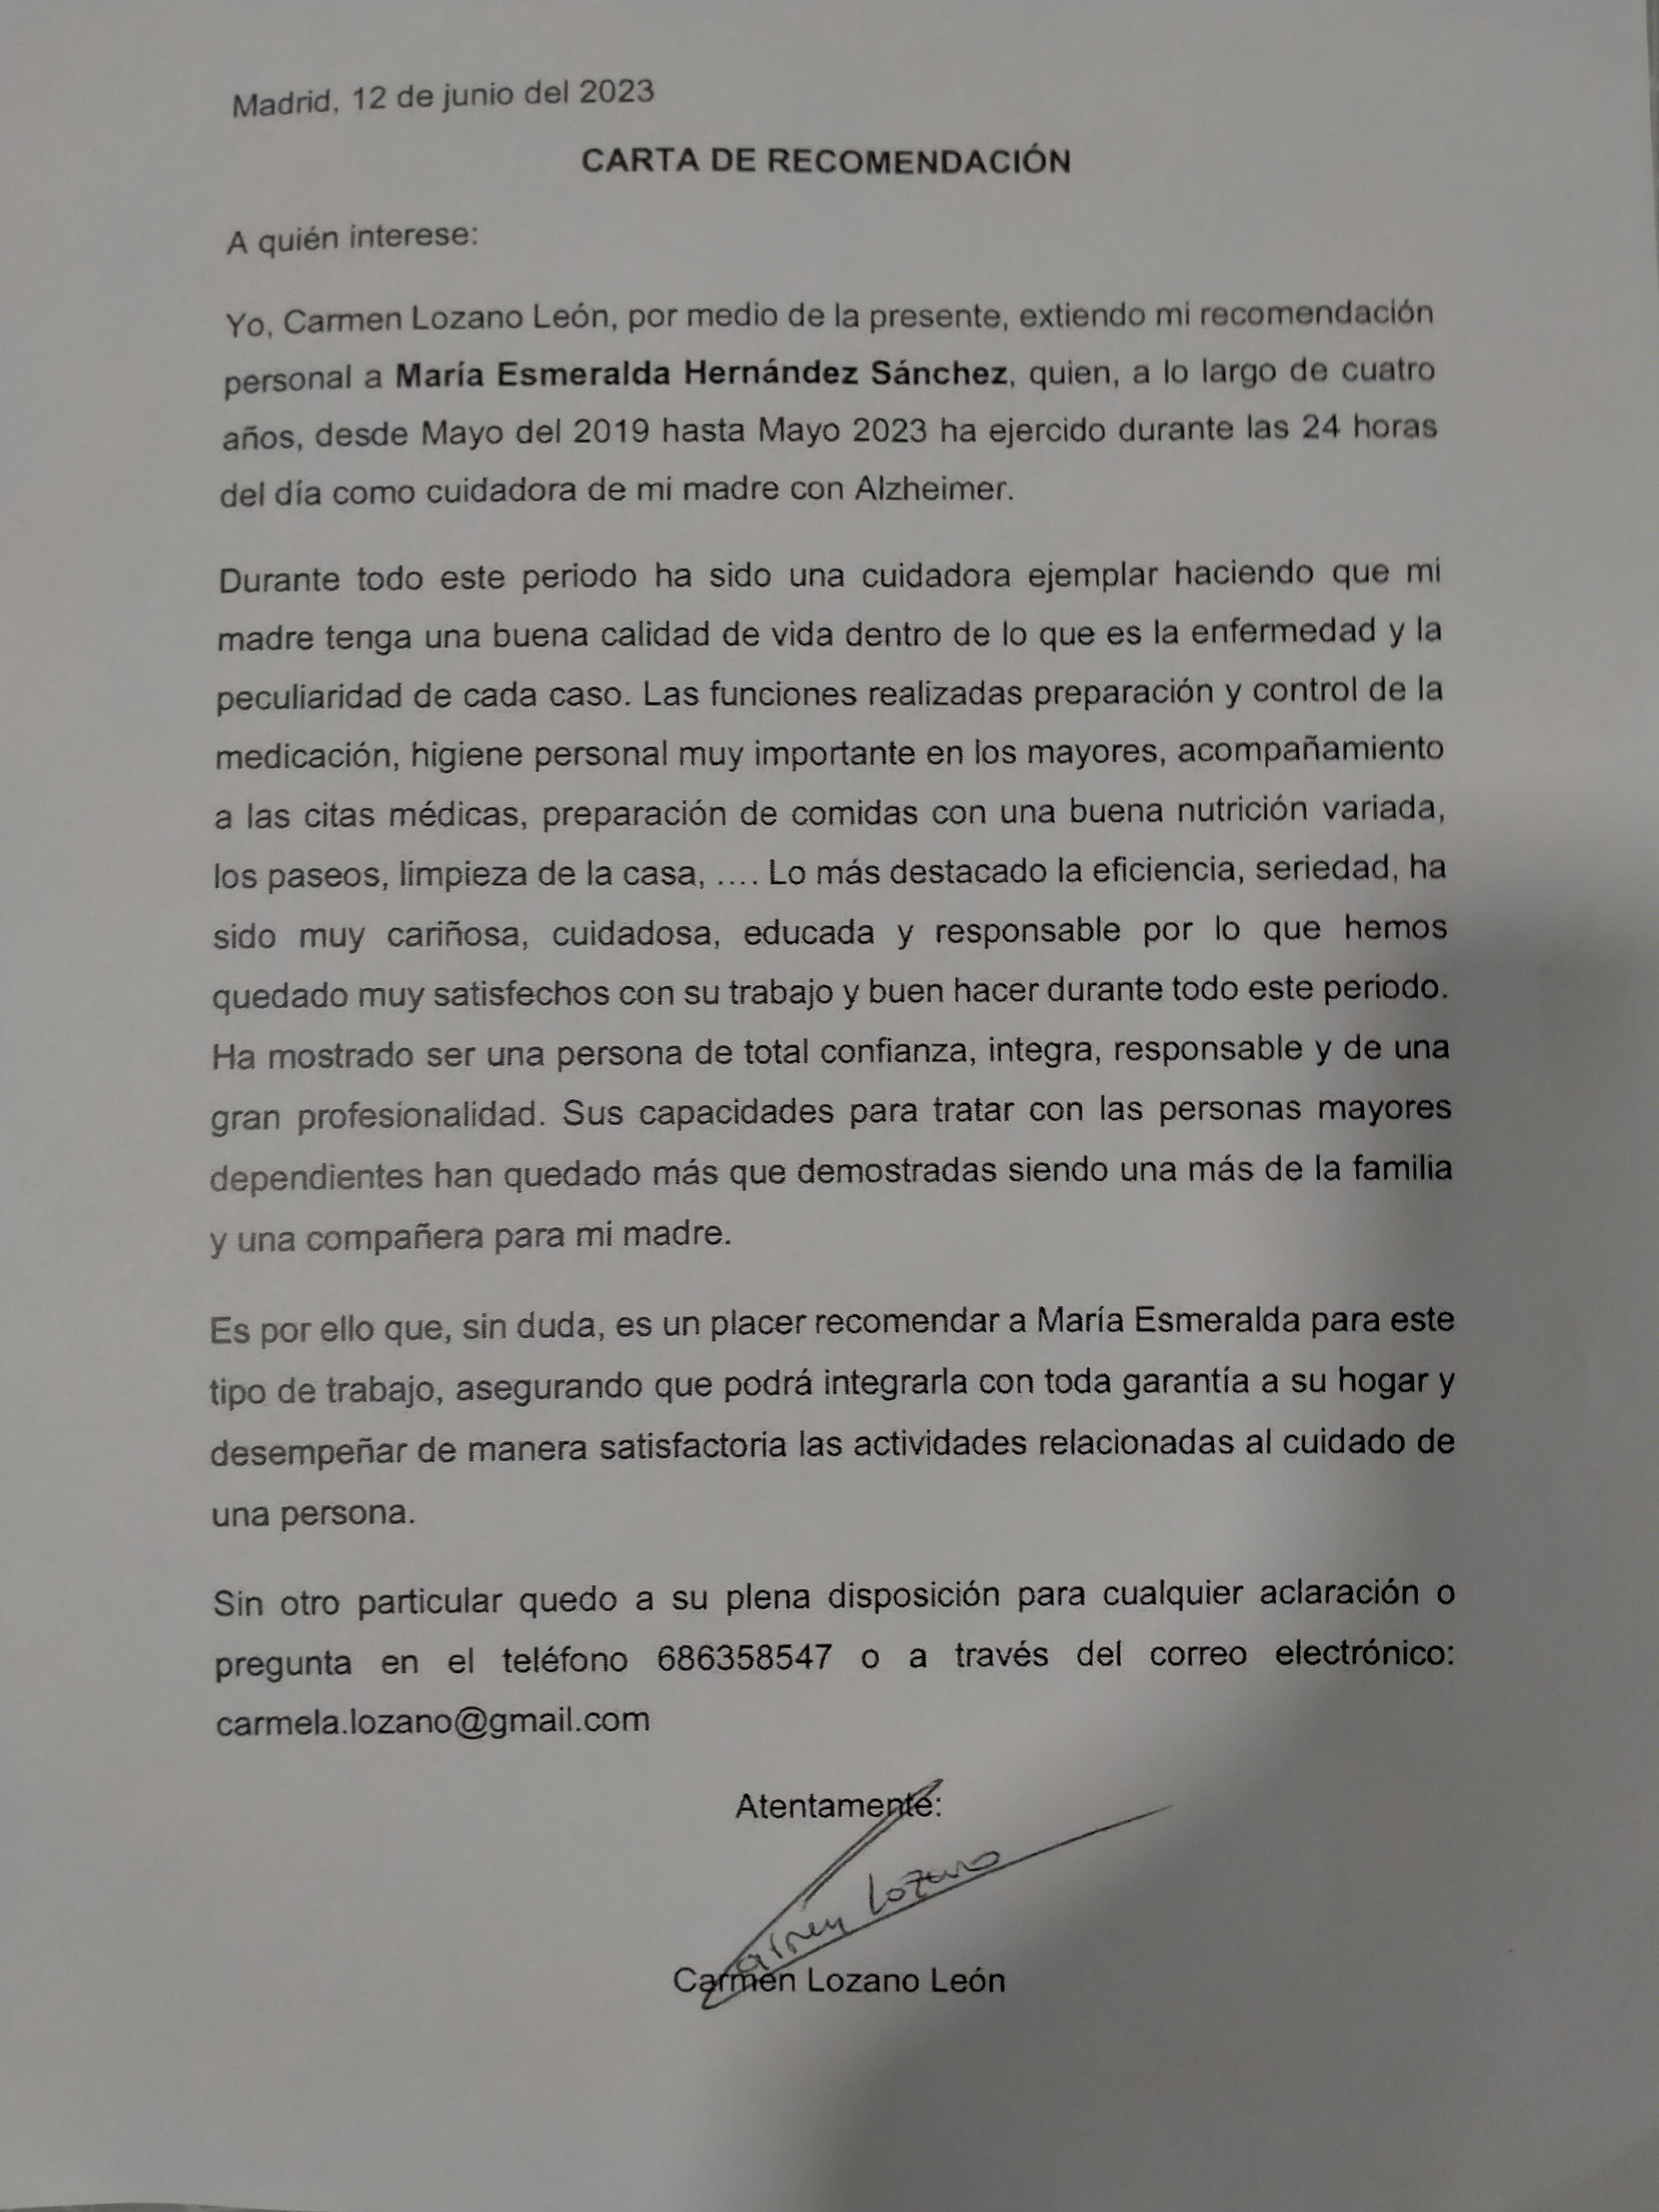 Madrid, 12 de junio del 2023
CARTA DE RECOMENDACIÓN
A quién interese:
Yo, Carmen Lozano León, por medio de la presente, extiendo mi recomendación
personal a María Esmeralda Hernández Sánchez, quien, a lo largo de cuatro
años, desde Mayo del 2019 hasta Mayo 2023 ha ejercido durante las 24 horas
del día como cuidadora de mi madre con Alzheimer.
Durante todo este periodo ha sido una cuidadora ejemplar haciendo que mi
madre tenga una buena calidad de vida dentro de lo que es la enfermedad y la
peculiaridad de cada caso. Las funciones realizadas preparación y control de la
medicación, higiene personal muy importante en los mayores, acompañamiento
a las citas médicas, preparación de comidas con una buena nutrición variada,
los paseos, limpieza de la casa, .... Lo más destacado la eficiencia, seriedad, ha
sido muy cariñosa, cuidadosa, educada y responsable por lo que hemos
quedado muy satisfechos con su trabajo y buen hacer durante todo este periodo.
Ha mostrado ser una persona de total confianza, integra, responsable y de una
gran profesionalidad. Sus capacidades para tratar con las personas mayores
dependientes han quedado más que demostradas siendo una más de la familia
y una compañera para mi madre.
Es por ello que, sin duda, es un placer recomendar a María Esmeralda para este
tipo de trabajo, asegurando que podrá integrarla con toda garantía a su hogar y
desempeñar de manera satisfactoria las actividades relacionadas al cuidado de
una persona.
Sin otro particular quedo a su plena disposición para cualquier aclaración o
pregunta en el teléfono 686358547 o a través del correo electrónico:
carmela.lozano@gmail.com
Atentamente:
Carmen Lozano
Carmen Lozano León